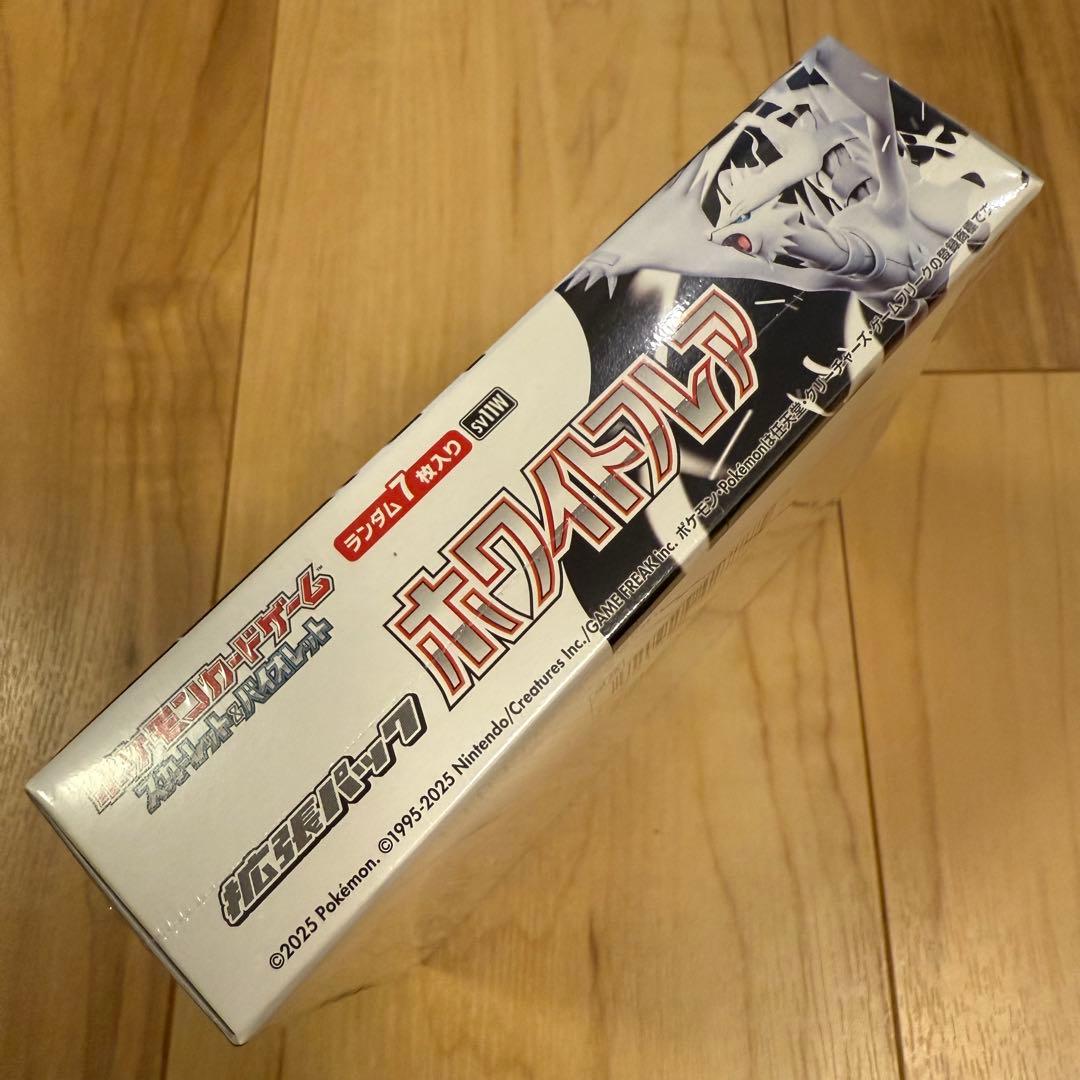 ポケモンカードゲーム™
スカーレット&バイオレット
ランダム7枚入り
SV11W
拡張パック
ホワイトフレア
©2025 Pokémon. ©1995-2025 Nintendo/Creatures Inc./GAME FREAK inc. ポケモン・Pokémonは任天堂・クリーチャーズ・ゲームフリークの登録商標です